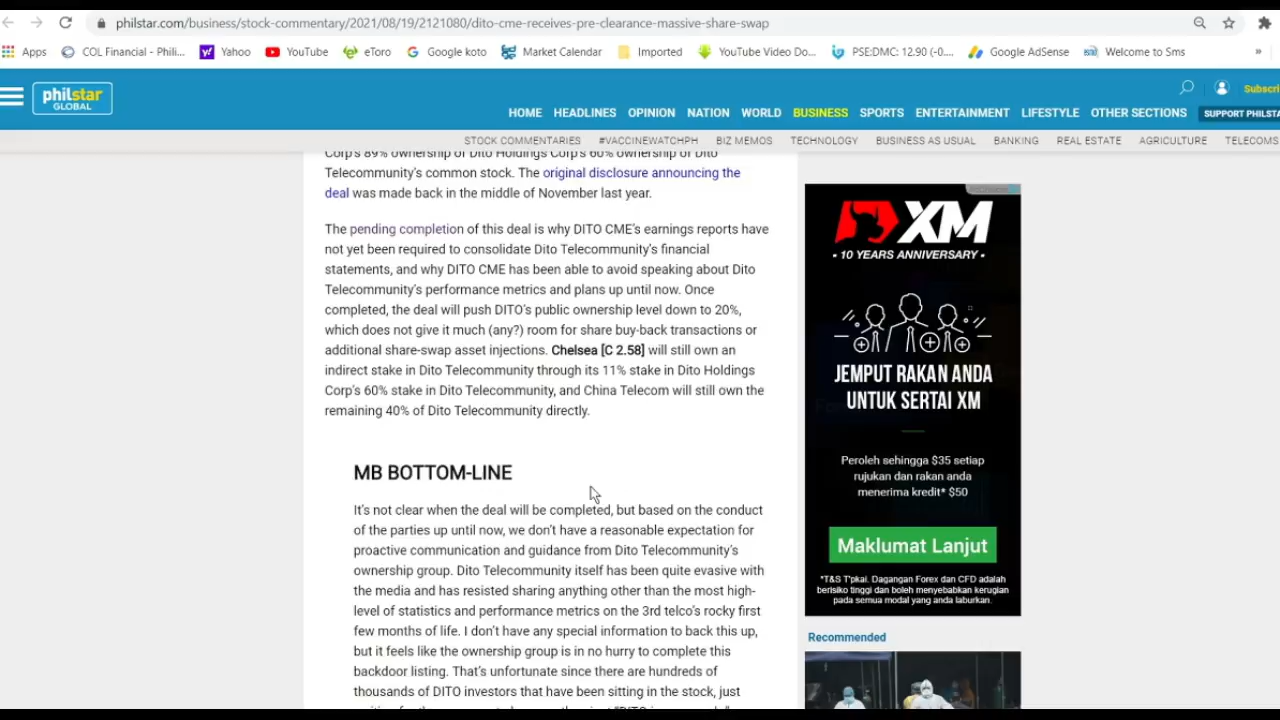 philstar.com/business/stock-commentary/2021/08/19/2121080/dito-cme-receives-pre-clearance-massive-share-swap
Apps COL Financial - Phili... Yahoo YouTube eToro Google koto Market Calendar Imported YouTube Video Do... PSE:DMC: 12.90 (-0.... Google AdSense Welcome to Sms »
philstar GLOBAL
Subscri
HOME HEADLINES OPINION NATION WORLD BUSINESS SPORTS ENTERTAINMENT LIFESTYLE OTHER SECTIONS SUPPORT PHILSTA
STOCK COMMENTARIES #VACCINEWATCHPH BIZ MEMOS TECHNOLOGY BUSINESS AS USUAL BANKING REAL ESTATE AGRICULTURE TELECOMS
Corp's 89% ownership of Dito Holdings Corp's 60% ownership of Dito
Telecommunity's common stock. The original disclosure announcing the
deal was made back in the middle of November last year.
The pending completion of this deal is why DITO CME's earnings reports have
not yet been required to consolidate Dito Telecommunity's financial
statements, and why DITO CME has been able to avoid speaking about Dito
Telecommunity's performance metrics and plans up until now. Once
completed, the deal will push DITO's public ownership level down to 20%,
which does not give it much (any?) room for share buy-back transactions or
additional share-swap asset injections. Chelsea [C 2.58] will still own an
indirect stake in Dito Telecommunity through its 11% stake in Dito Holdings
Corp's 60% stake in Dito Telecommunity, and China Telecom will still own the
remaining 40% of Dito Telecommunity directly.
MB BOTTOM-LINE
It's not clear when the deal will be completed, but based on the conduct
of the parties up until now, we don't have a reasonable expectation for
proactive communication and guidance from Dito Telecommunity's
ownership group. Dito Telecommunity itself has been quite evasive with
the media and has resisted sharing anything other than the most high-
level of statistics and performance metrics on the 3rd telco's rocky first
few months of life. I don't have any special information to back this up,
but it feels like the ownership group is in no hurry to complete this
backdoor listing. That's unfortunate since there are hundreds of
thousands of DITO investors that have been sitting in the stock, just
XM
• 10 YEARS ANNIVERSARY •
JEMPUT RAKAN ANDA
UNTUK SERTAI XM
Peroleh sehingga $35 setiap
rujukan dan rakan anda
menerima kredit* $50
Maklumat Lanjut
*T&S T'pkai. Dagangan Forex dan CFD adalah
berisiko tinggi dan boleh menyebabkan kerugian
pada semua modal yang anda laburkan.
Recommended